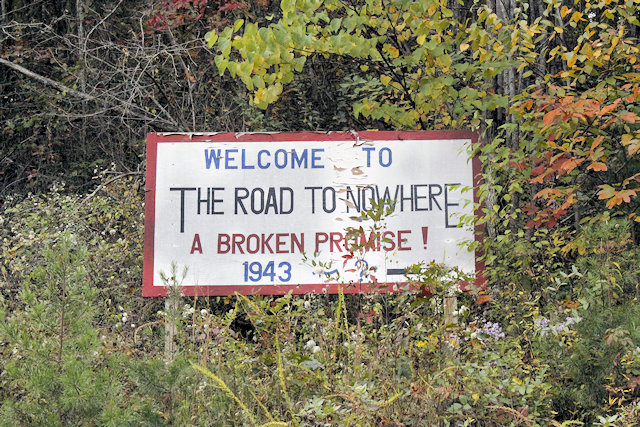 WELCOME TO
THE ROAD TO NOWHERE
A BROKEN PROMISE!
1943 - ?